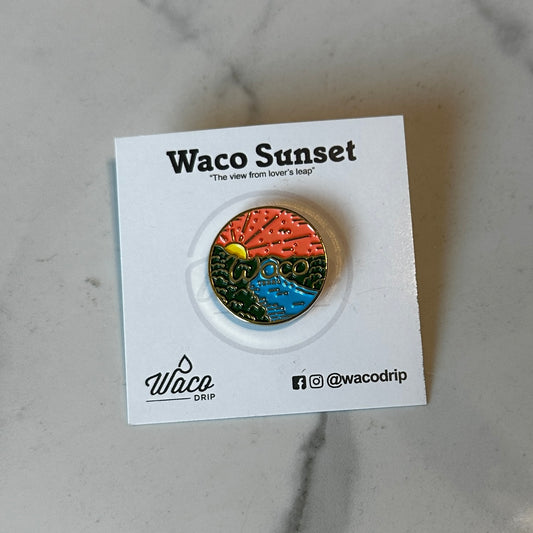 Waco Sunset
"The view from lover's leap"
Waco
Waco
DRIP
@wacodrip